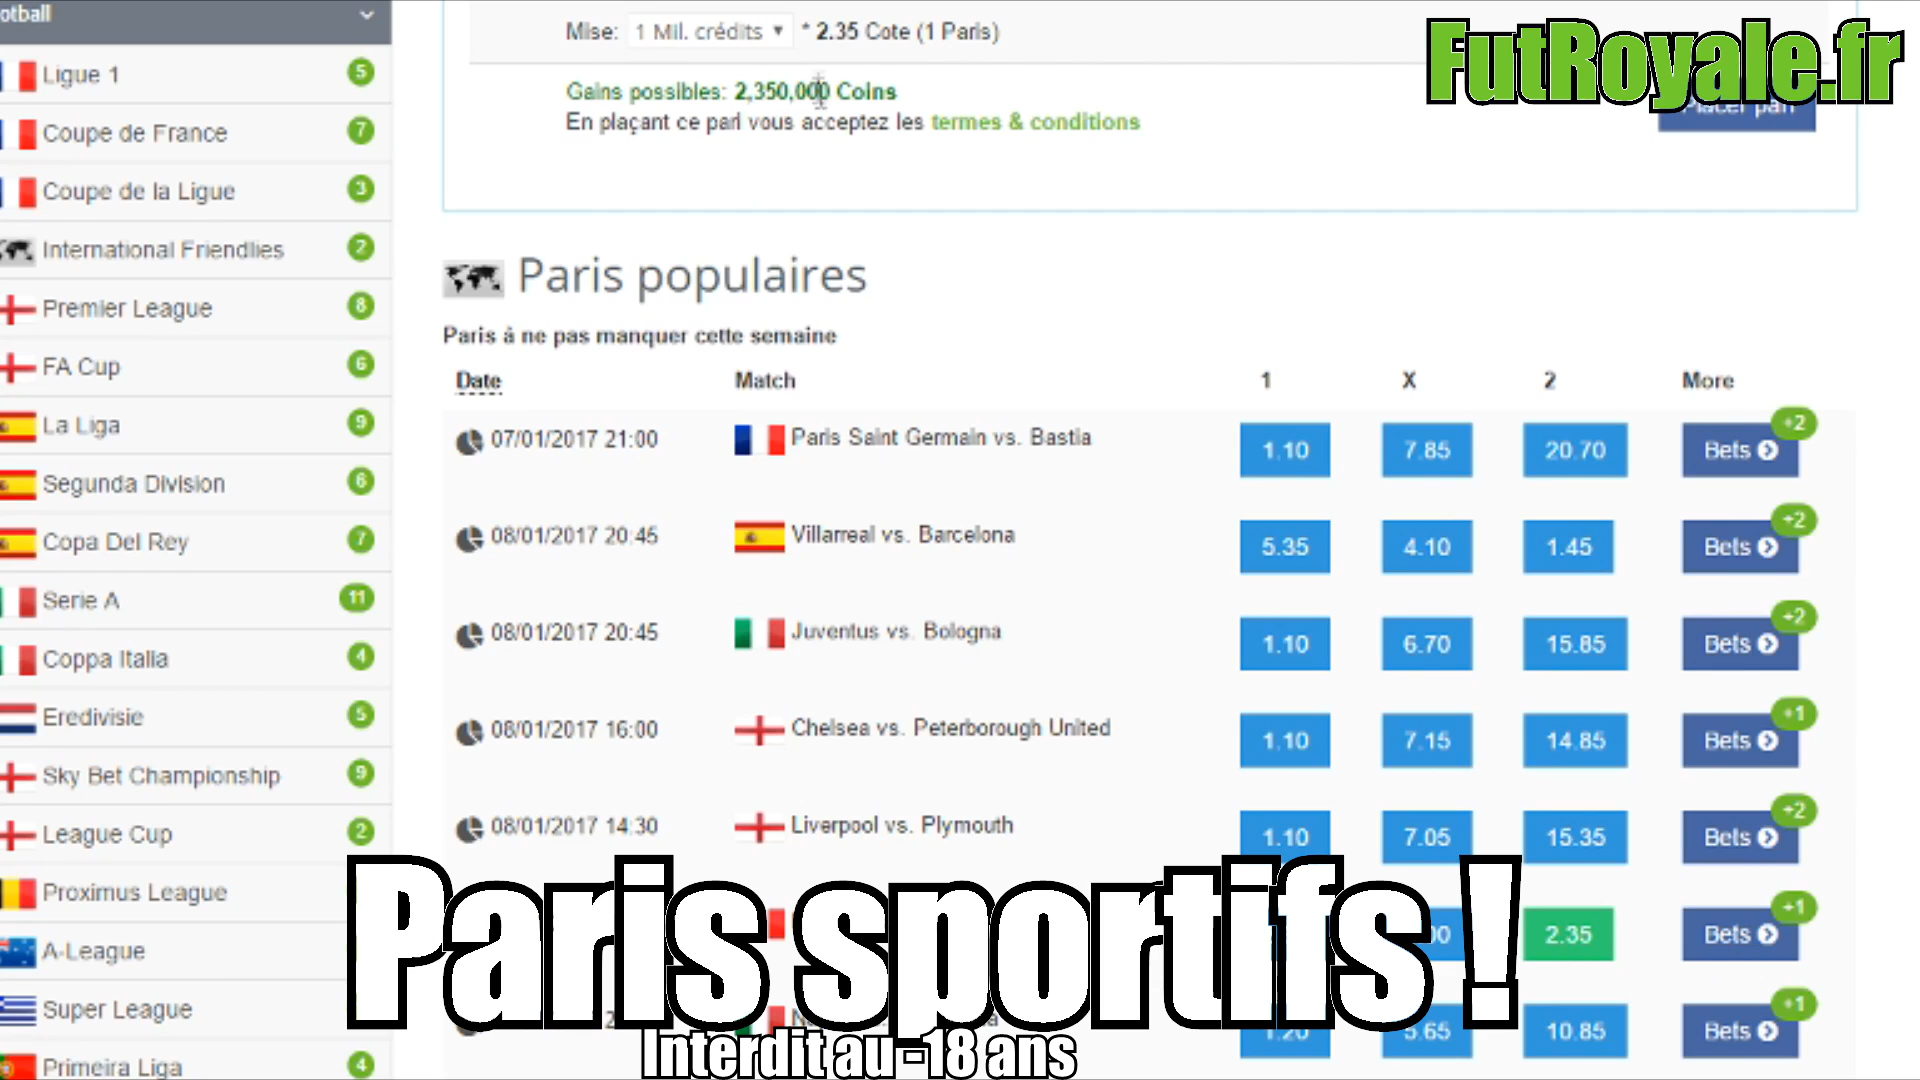 otball
Ligue 1 5
Coupe de France 7
Coupe de la Ligue 3
International Friendlies 2
Premier League 8
FA Cup 6
La Liga 9
Segunda Division 6
Copa Del Rey 7
Serie A 11
Coppa Italia 4
Eredivisie 5
Sky Bet Championship 9
League Cup 2
Proximus League
A-League
Super League
Primeira Liga 4
Mise: 1 Mil. crédits * 2.35 Cote (1 Paris)
Gains possibles: 2,350,000 Coins
En plaçant ce pari vous acceptez les termes & conditions
FutRoyale.fr
Placer pari
Paris populaires
Paris à ne pas manquer cette semaine
Date Match 1 X 2 More
07/01/2017 21:00 Paris Saint Germain vs. Bastia 1.10 7.85 20.70 Bets +2
08/01/2017 20:45 Villarreal vs. Barcelona 5.35 4.10 1.45 Bets +2
08/01/2017 20:45 Juventus vs. Bologna 1.10 6.70 15.85 Bets +2
08/01/2017 16:00 Chelsea vs. Peterborough United 1.10 7.15 14.85 Bets +1
08/01/2017 14:30 Liverpool vs. Plymouth 1.10 7.05 15.35 Bets +2
2.35 Bets +1
1.20 5.65 10.85 Bets +1
Paris sportifs !
Interdit au -18 ans